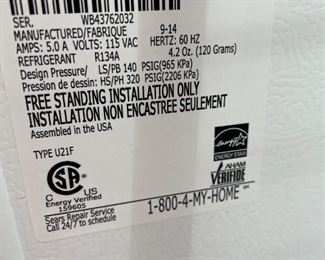 SER. WB43762032
MANUFACTURED/FABRIQUE 9-14
AMPS: 5.0 A VOLTS: 115 VAC HERTZ: 60 HZ
REFRIGERANT R134A 4.2 Oz. (120 Grams)
Design Pressure/ LS/PB 140 PSIG(965 KPa)
Pression de dessin: HS/PH 320 PSIG(2206 KPa)
FREE STANDING INSTALLATION ONLY
INSTALLATION NON ENCASTREE SEULEMENT
Assembled in the USA
TYPE U21F
ENERGY STAR
AHAM
VERIFIDE
C US
Energy Verified
159605
Sears Repair Service
Call 24/7 to schedule
1-800-4-MY-HOME